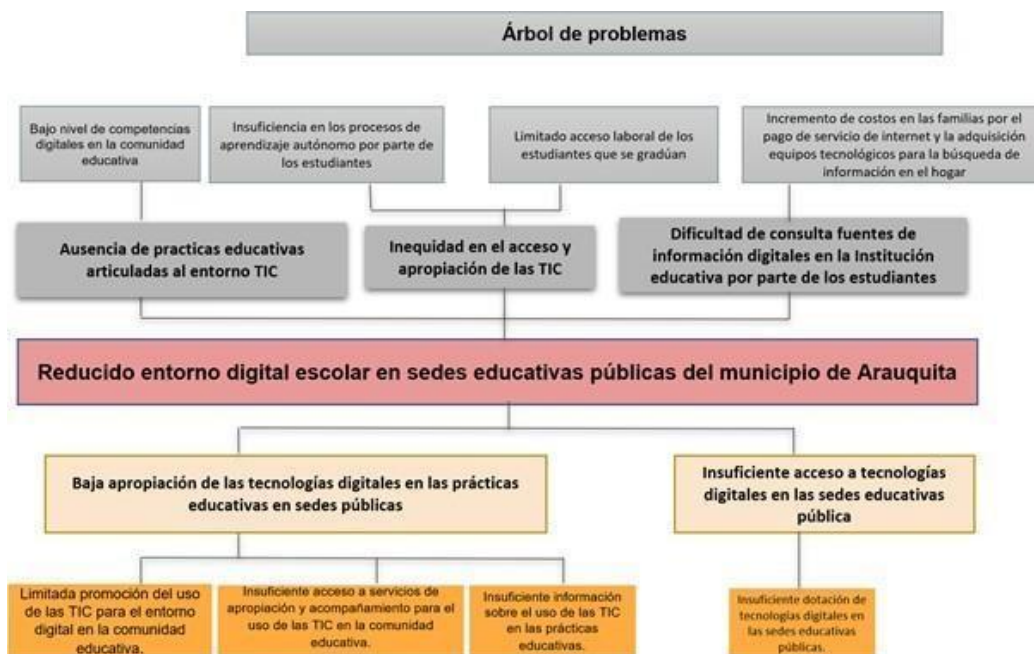 Árbol de problemas
Bajo nivel de competencias
digitales en la comunidad
educativa
Insuficiencia en los procesos de
aprendizaje autónomo por parte de
los estudiantes
Limitado acceso laboral de los
estudiantes que se gradúan
Incremento de costos en las familias por el
pago de servicio de internet y la adquisición
equipos tecnológicos para la búsqueda de
información en el hogar
Ausencia de practicas educativas
articuladas al entorno TIC
Inequidad en el acceso y
apropiación de las TIC
Dificultad de consulta fuentes de
información digitales en la Institución
educativa por parte de los estudiantes
Reducido entorno digital escolar en sedes educativas públicas del municipio de Arauquita
Baja apropiación de las tecnologías digitales en las prácticas
educativas en sedes públicas
Insuficiente acceso a tecnologías
digitales en las sedes educativas
pública
Limitada promoción del uso
de las TIC para el entorno
digital en la comunidad
educativa.
Insuficiente acceso a servicios de
apropiación y acompañamiento para el
uso de las TIC en la comunidad
educativa.
Insuficiente información
sobre el uso de las TIC
en las prácticas
educativas.
Insuficiente dotación de
tecnologías digitales en
las sedes educativas
públicas.